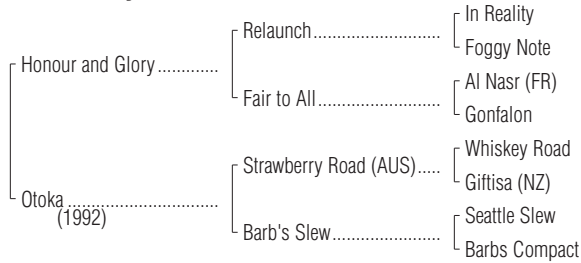 In Reality
Relaunch
Foggy Note
Honour and Glory
Al Nasr (FR)
Fair to All
Gonfalon
Whiskey Road
Strawberry Road (AUS)
Giftisa (NZ)
Otoka
(1992)
Seattle Slew
Barb's Slew
Barbs Compact